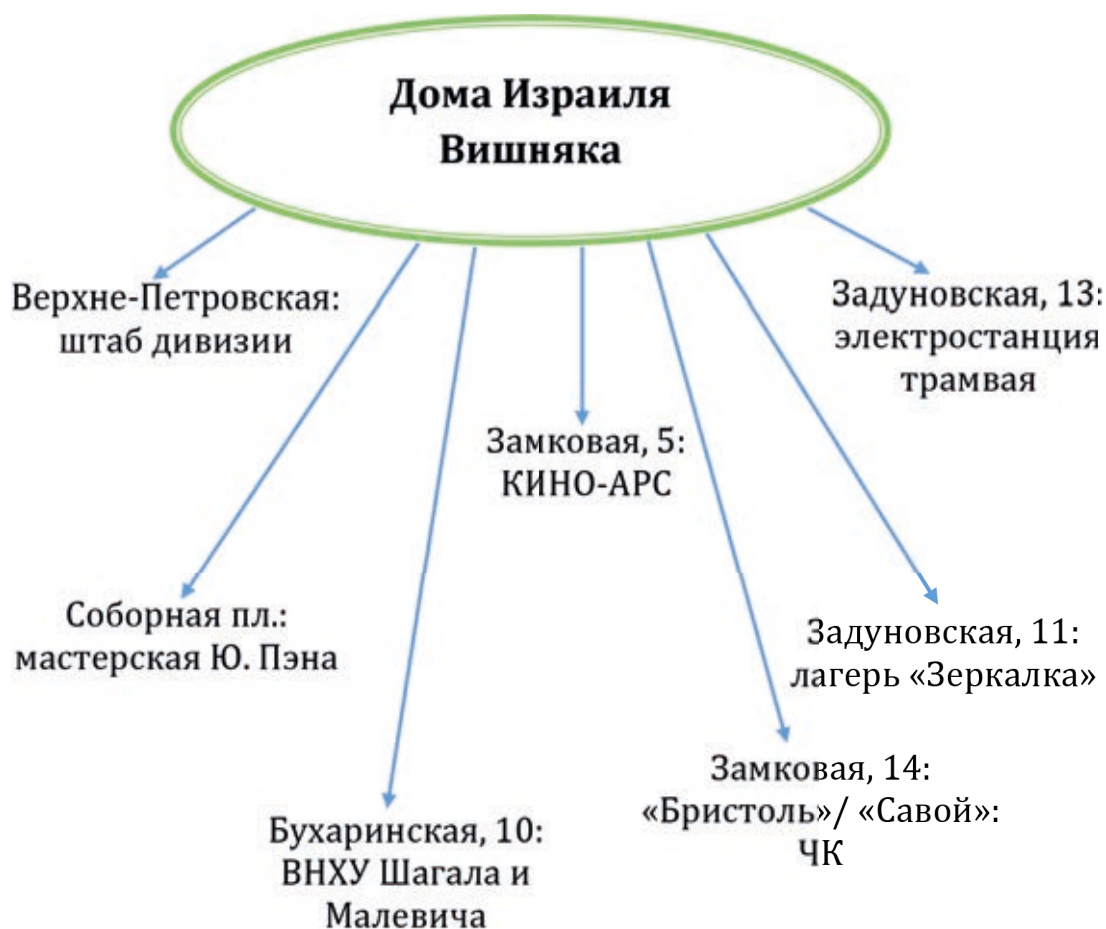 Дома Израиля
Вишняка
Верхне-Петровская:
штаб дивизии
Задуновская, 13:
электростанция
трамвая
Замковая, 5:
КИНО-АРС
Соборная пл.:
мастерская Ю. Пэна
Задуновская, 11:
лагерь «Зеркалка»
Замковая, 14:
«Бристоль»/ «Савой»:
ЧК
Бухаринская, 10:
ВНХУ Шагала и
Малевича